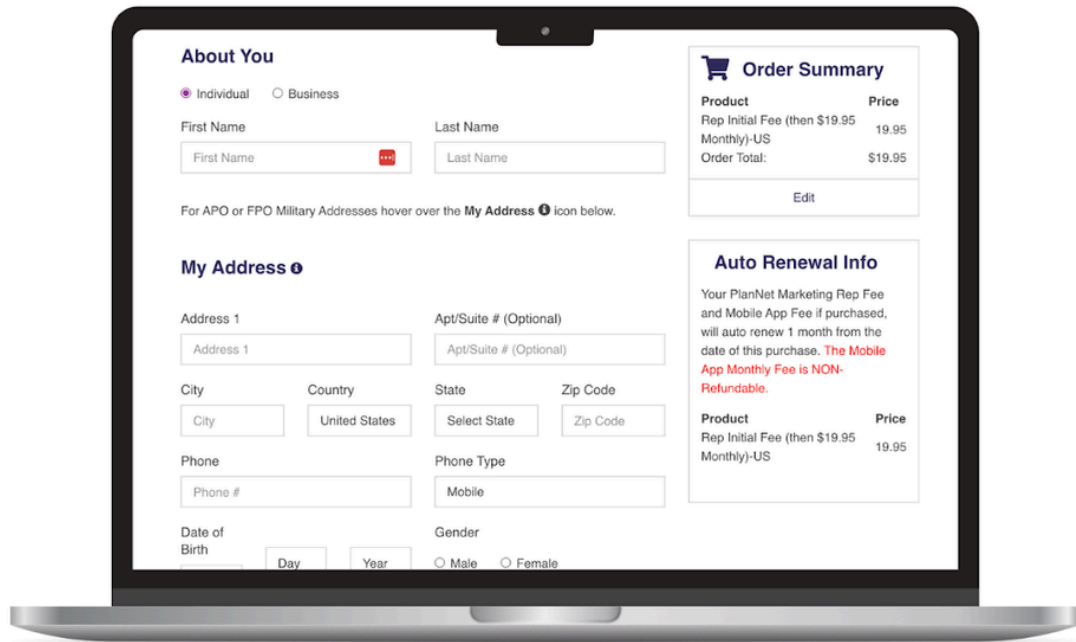 About You
Individual Business
First Name Last Name
First Name Last Name
For APO or FPO Military Addresses hover over the My Address icon below.
My Address
Address 1 Apt/Suite # (Optional)
Address 1 Apt/Suite # (Optional)
City Country State Zip Code
City United States Select State Zip Code
Phone Phone Type
Phone # Mobile
Date of
Birth
Gender
Day Year Male Female
Order Summary
Product Price
Rep Initial Fee (then $19.95
Monthly)-US
19.95
Order Total: $19.95
Edit
Auto Renewal Info
Your PlanNet Marketing Rep Fee
and Mobile App Fee if purchased,
will auto renew 1 month from the
date of this purchase. The Mobile
App Monthly Fee is NON-
Refundable.
Product Price
Rep Initial Fee (then $19.95
Monthly)-US
19.95